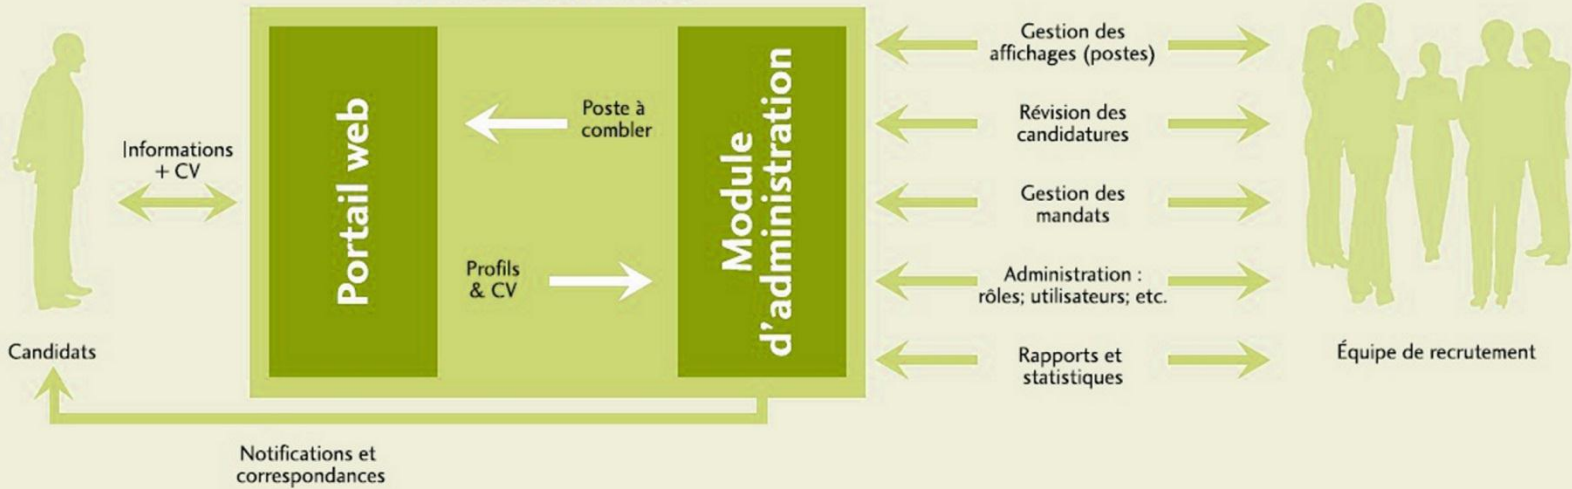 Informations
+ CV
Candidats
Portail web
Poste à
combler
Profils
& CV
Module
d'administration
Notifications et
correspondances
Gestion des
affichages (postes)
Révision des
candidatures
Gestion des
mandats
Administration :
rôles; utilisateurs; etc.
Rapports et
statistiques
Équipe de recrutement